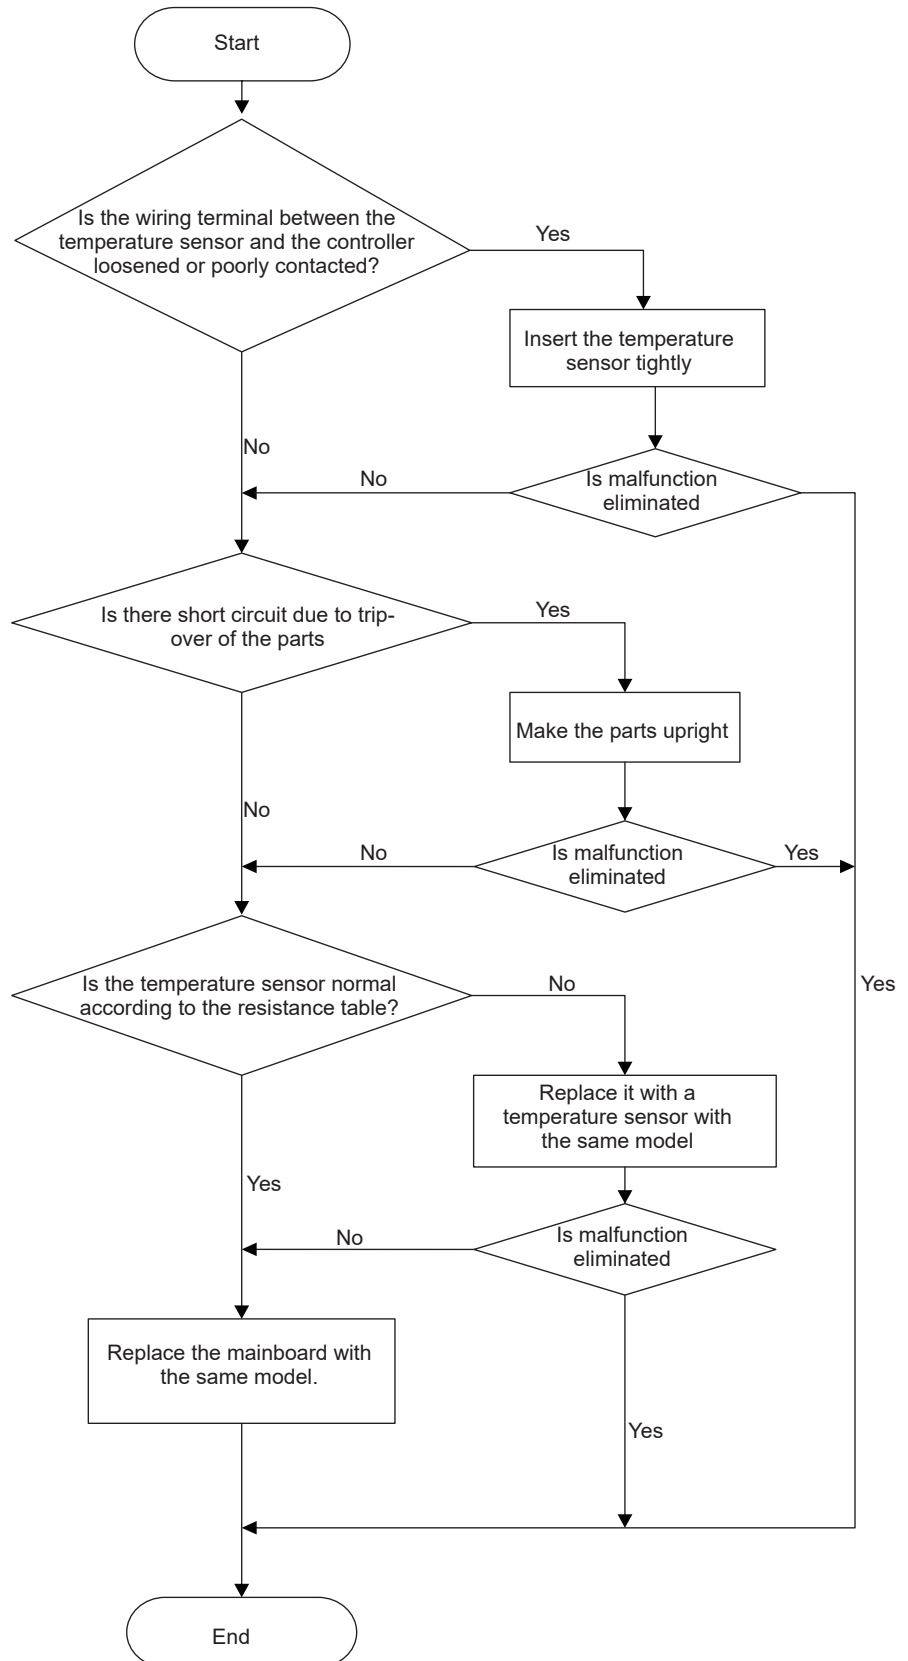 Start
Is the wiring terminal between the
temperature sensor and the controller
loosened or poorly contacted?
Yes
Insert the temperature
sensor tightly
No
No
Is malfunction
eliminated
Is there short circuit due to trip-
over of the parts
Yes
Make the parts upright
No
No
Is malfunction
eliminated
Yes
Is the temperature sensor normal
according to the resistance table?
No
Yes
Replace it with a
temperature sensor with
the same model
Yes
No
Is malfunction
eliminated
Replace the mainboard with
the same model.
Yes
End